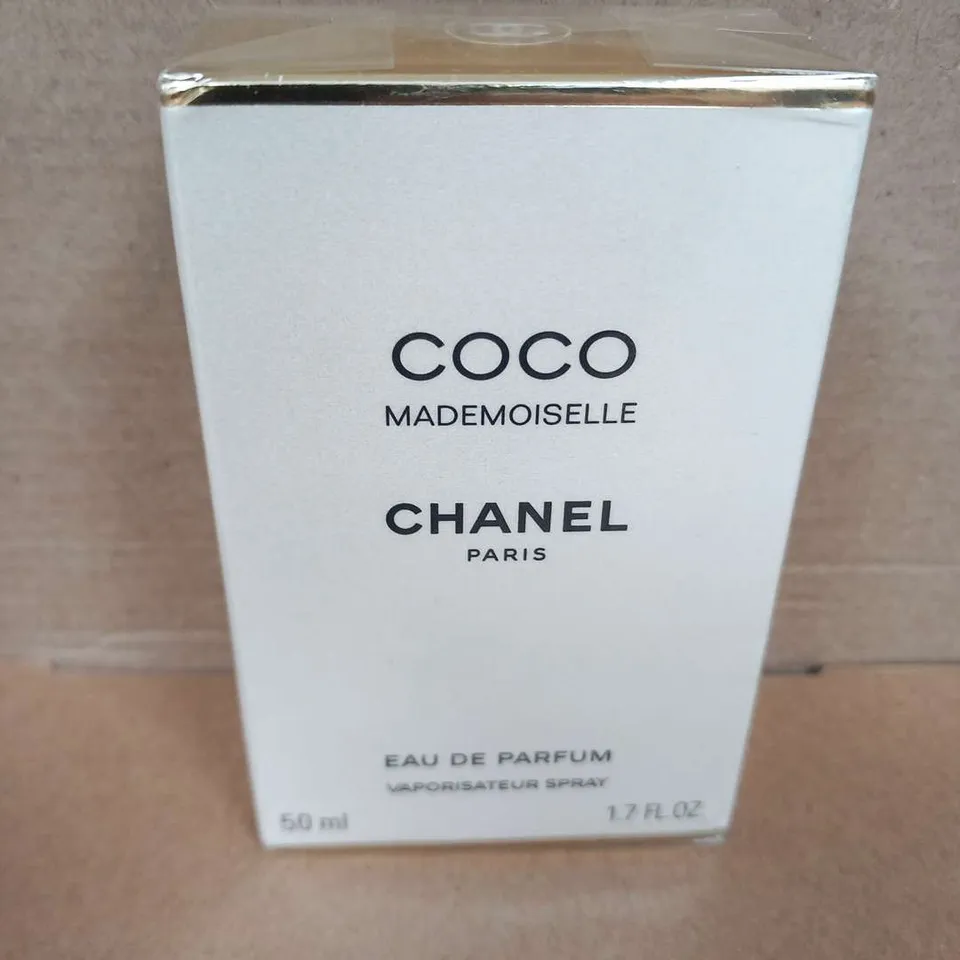 COCO
MADEMOISELLE
CHANEL
PARIS
EAU DE PARFUM
VAPORISATEUR SPRAY
50 ml
1.7 FL. OZ